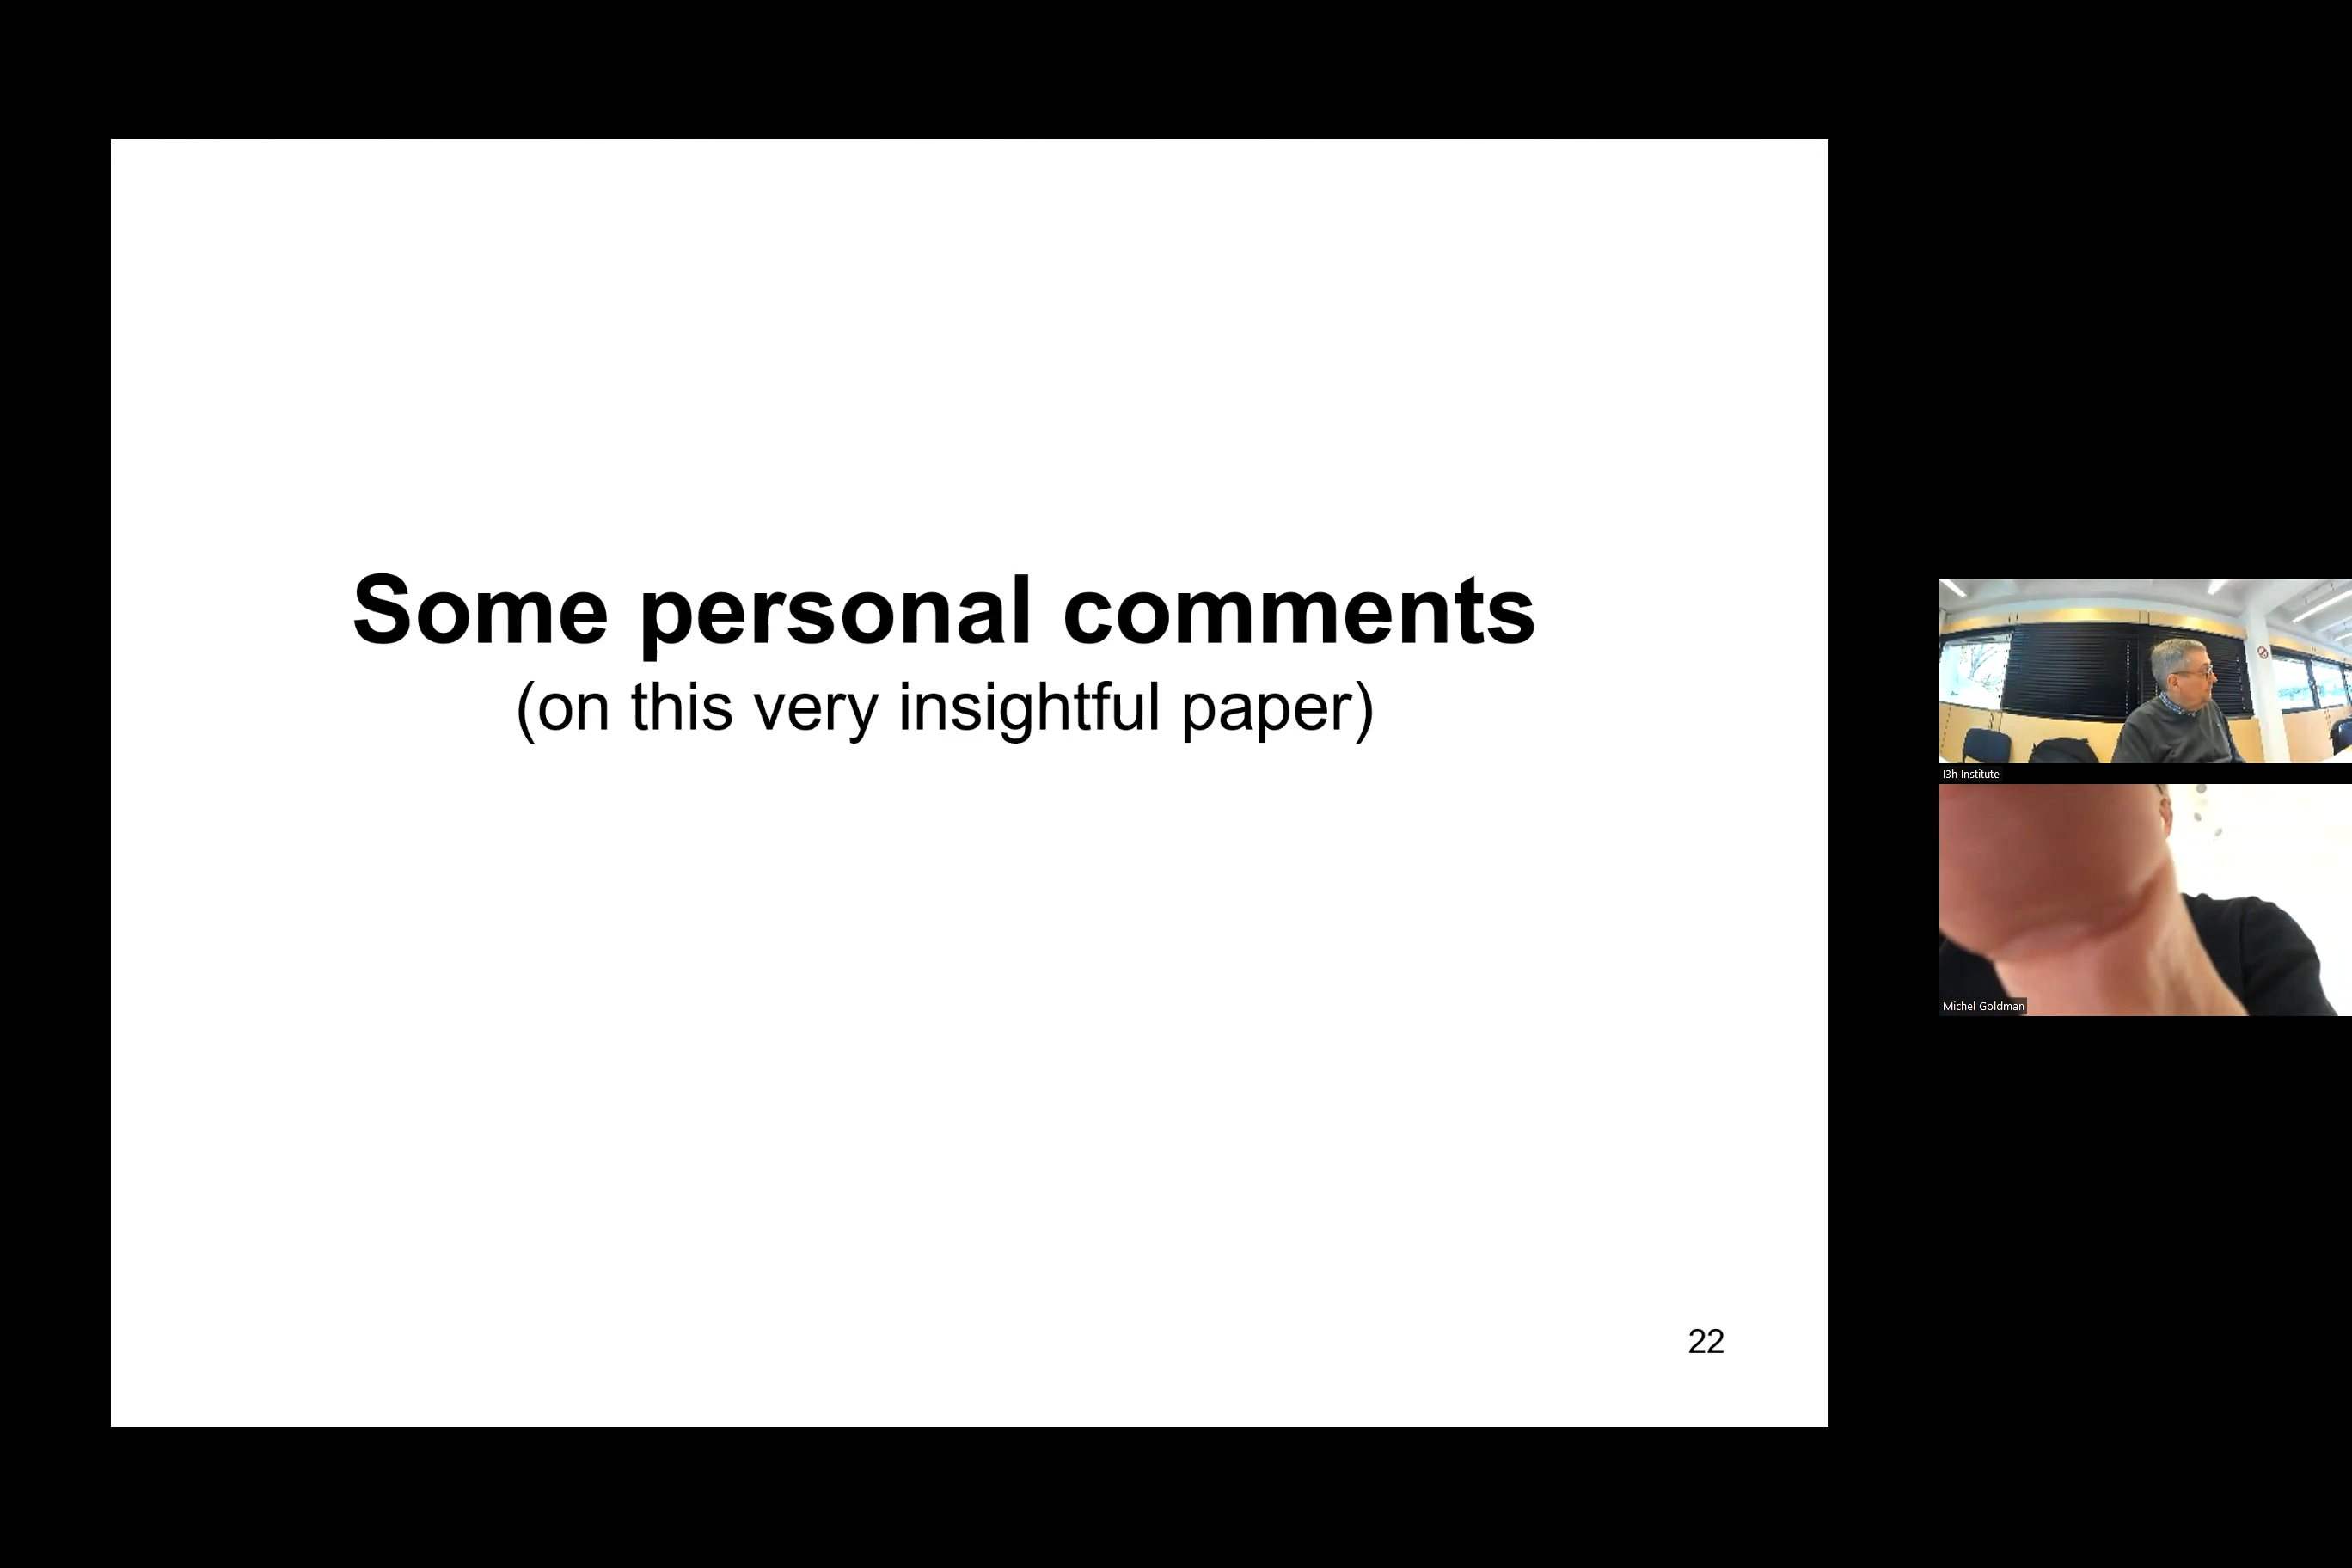 Some personal comments
(on this very insightful paper)
22
I3h Institute
Michel Goldman